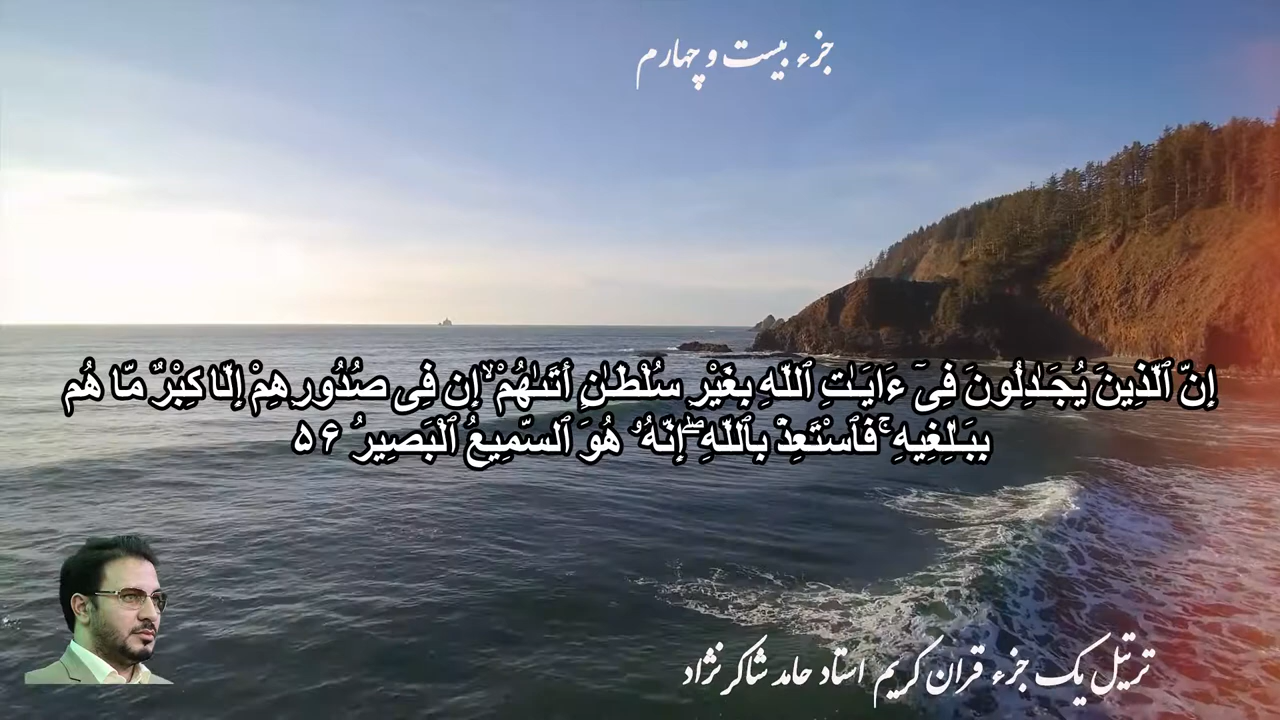 جزء بیست و چهارم
إِنَّ ٱلَّذِينَ يُجَـٰدِلُونَ فِىٓ ءَايَـٰتِ ٱللَّهِ بِغَيْرِ سُلْطَـٰنٍ أَتَىٰهُمْ ۙ إِن فِى صُدُورِهِمْ إِلَّا كِبْرٌ مَّا هُم
بِبَـٰلِغِيهِ ۚ فَٱسْتَعِذْ بِٱللَّهِ ۖ إِنَّهُۥ هُوَ ٱلسَّمِيعُ ٱلْبَصِيرُ ۵۶
ترتیل یک جزء قران کریم استاد حامد شاکرنژاد